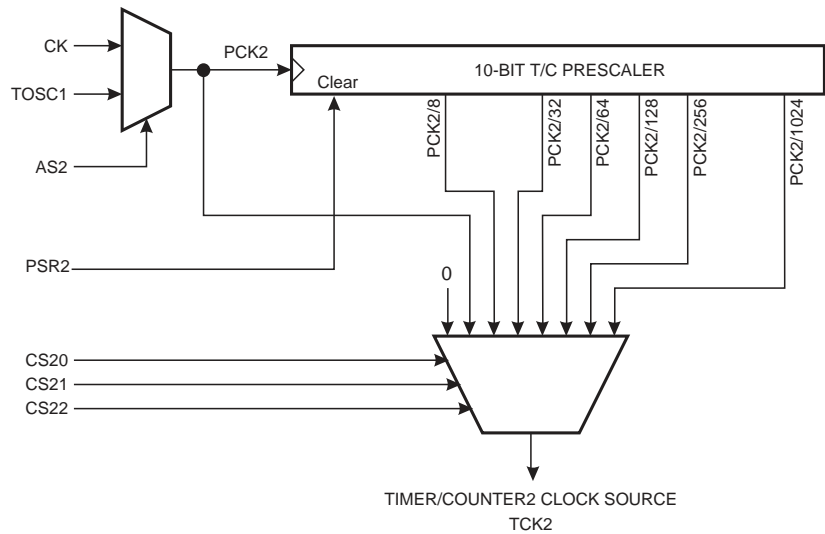 CK
PCK2
10-BIT T/C PRESCALER
TOSC1
Clear
PCK2/8
PCK2/32
PCK2/64
PCK2/128
PCK2/256
PCK2/1024
AS2
PSR2
0
CS20
CS21
CS22
TIMER/COUNTER2 CLOCK SOURCE
TCK2